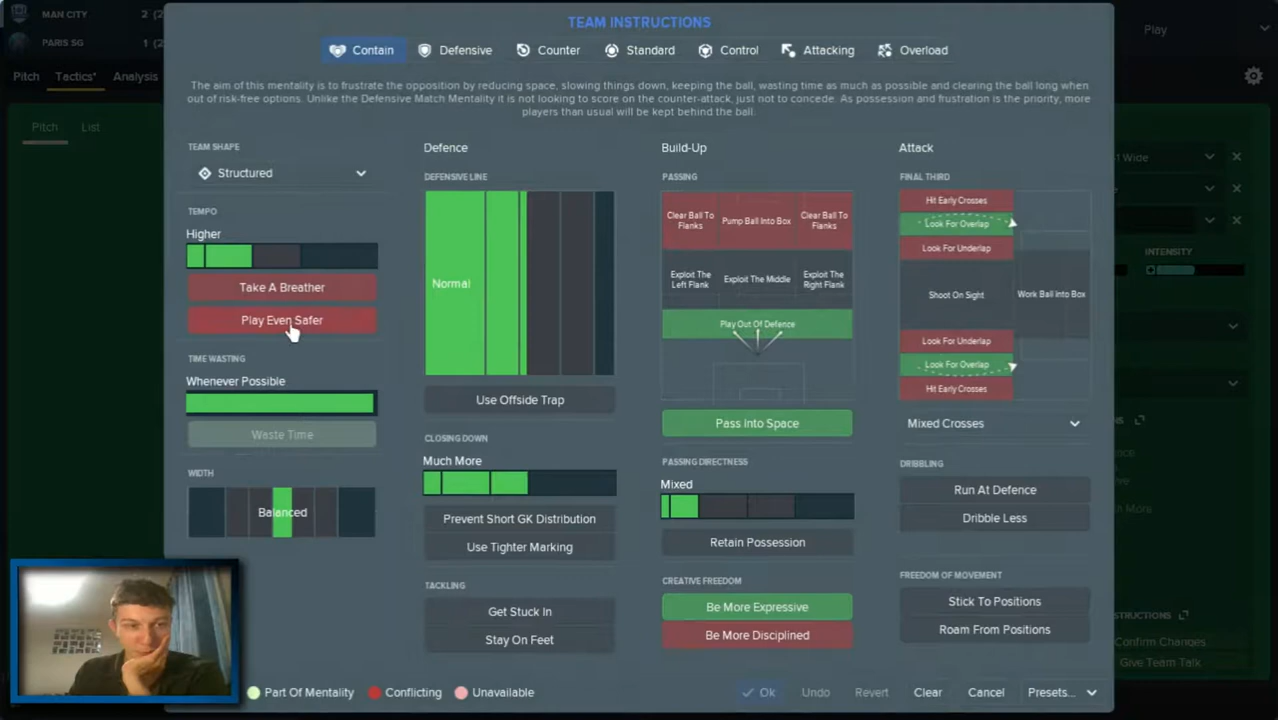 MAN CITY 2 (2
PARIS SG 1 (2
Play
TEAM INSTRUCTIONS
Contain Defensive Counter Standard Control Attacking Overload
Pitch Tactics* Analysis
The aim of this mentality is to frustrate the opposition by reducing space, slowing things down, keeping the ball, wasting time as much as possible and clearing the ball long when
out of risk-free options. Unlike the Defensive Match Mentality it is not looking to score on the counter-attack, just not to concede. As possession and frustration is the priority, more
players than usual will be kept behind the ball.
Pitch List
TEAM SHAPE
Structured
TEMPO
Higher
Take A Breather
Play Even Safer
TIME WASTING
Whenever Possible
Waste Time
WIDTH
Balanced
Defence
DEFENSIVE LINE
Normal
Use Offside Trap
CLOSING DOWN
Much More
Prevent Short GK Distribution
Use Tighter Marking
TACKLING
Get Stuck In
Stay On Feet
Build-Up
PASSING
Clear Ball To
Flanks
Pump Ball Into Box
Clear Ball To
Flanks
Exploit The
Left Flank
Exploit The Middle
Exploit The
Right Flank
Play Out Of Defence
Pass Into Space
PASSING DIRECTNESS
Mixed
Retain Possession
CREATIVE FREEDOM
Be More Expressive
Be More Disciplined
Attack
FINAL THIRD
Hit Early Crosses
Look For Overlap
Look For Underlap
Shoot On Sight
Work Ball Into Box
Look For Underlap
Look For Overlap
Hit Early Crosses
Mixed Crosses
DRIBBLING
Run At Defence
Dribble Less
FREEDOM OF MOVEMENT
Stick To Positions
Roam From Positions
Wide
INTENSITY
Confirm Changes
Give Team Talk
Part Of Mentality Conflicting Unavailable
Ok Undo Revert Clear Cancel Presets...